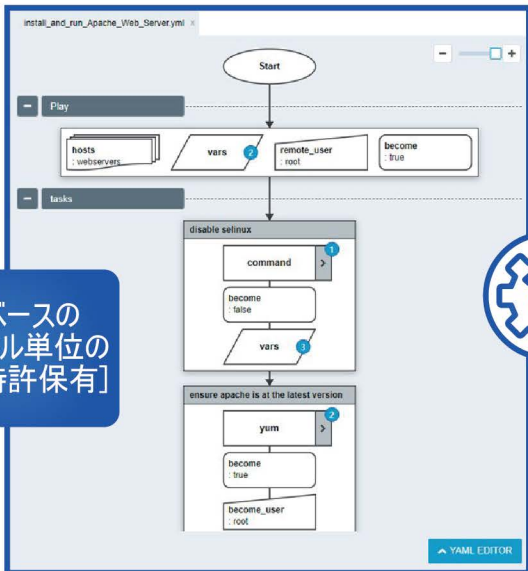 install_and_run_Apache_Web_Server.yml ×
Start
Play
hosts
: webservers
vars 2
remote_user
: root
become
: true
tasks
disable selinux
command
1
become
: false
vars 3
ースの
ル単位の
特許保有]
ensure apache is at the latest version
yum
2
become
: true
become_user
: root
YAML EDITOR